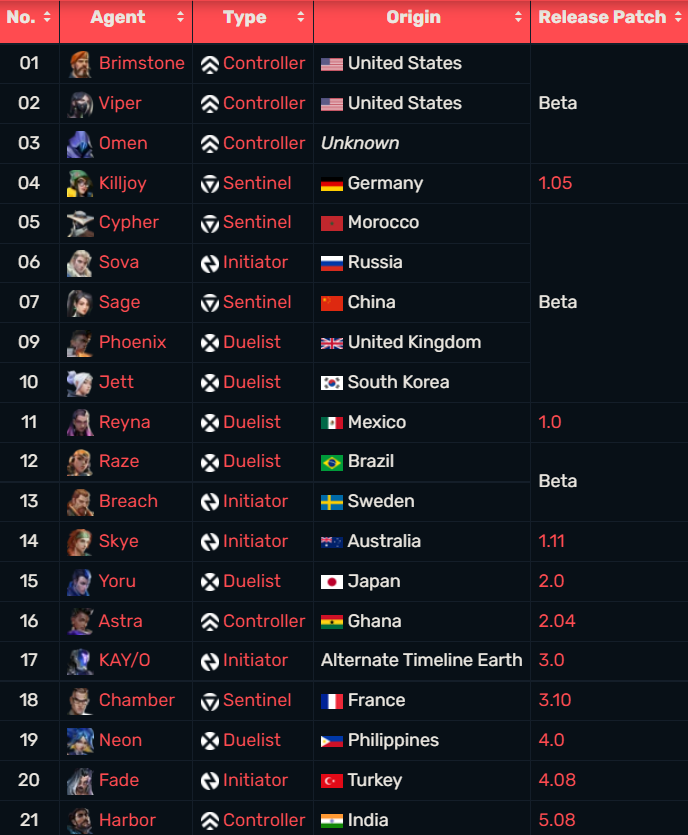 No. Agent Type Origin Release Patch
01 Brimstone Controller United States
02 Viper Controller United States Beta
03 Omen Controller Unknown
04 Killjoy Sentinel Germany 1.05
05 Cypher Sentinel Morocco
06 Sova Initiator Russia
07 Sage Sentinel China Beta
09 Phoenix Duelist United Kingdom
10 Jett Duelist South Korea
11 Reyna Duelist Mexico 1.0
12 Raze Duelist Brazil
Beta
13 Breach Initiator Sweden
14 Skye Initiator Australia 1.11
15 Yoru Duelist Japan 2.0
16 Astra Controller Ghana 2.04
17 KAY/O Initiator Alternate Timeline Earth 3.0
18 Chamber Sentinel France 3.10
19 Neon Duelist Philippines 4.0
20 Fade Initiator Turkey 4.08
21 Harbor Controller India 5.08